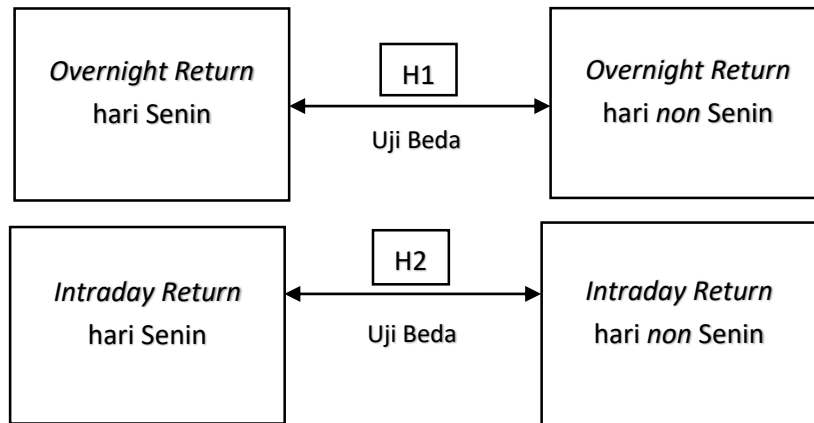 Overnight Return
hari Senin
H1
Uji Beda
Overnight Return
hari non Senin
Intraday Return
hari Senin
H2
Uji Beda
Intraday Return
hari non Senin